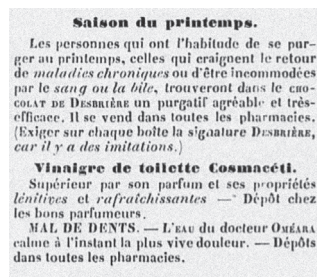 Saison du printemps.
Les personnes qui ont l'habitude de se pur-
ger au printemps, celles qui craignent le retour
de maladies chroniques ou d'être incommodées
par le sang ou la bile, trouveront dans le CHO-
COLAT DE DESBRIÈRE un purgatif agréable et très-
efficace. Il se vend dans toutes les pharmacies.
(Exiger sur chaque boîte la signature DESBRIÈRE,
car il y a des imitations.)
Vinaigre de toilette Cosmacéti.
Supérieur par son parfum et ses propriétés
lénitives et rafraîchissantes — Dépôt chez
les bons parfumeurs.
MAL DE DENTS. — L'EAU du docteur OMÉARA
calme à l'instant la plus vive douleur. — Dépôts
dans toutes les pharmacies.